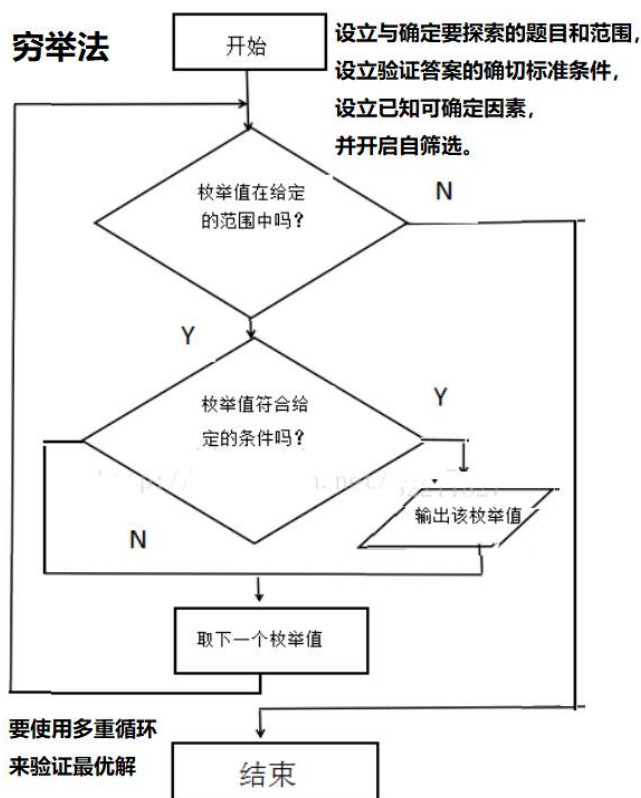 穷举法
开始
设立与确定要探索的题目和范围，
设立验证答案的确切标准条件，
设立已知可确定因素，
并开启自筛选。
枚举值在给定
的范围中吗？
N
Y
枚举值符合给
定的条件吗？
Y
输出该枚举值
N
取下一个枚举值
要使用多重循环
来验证最优解
结束